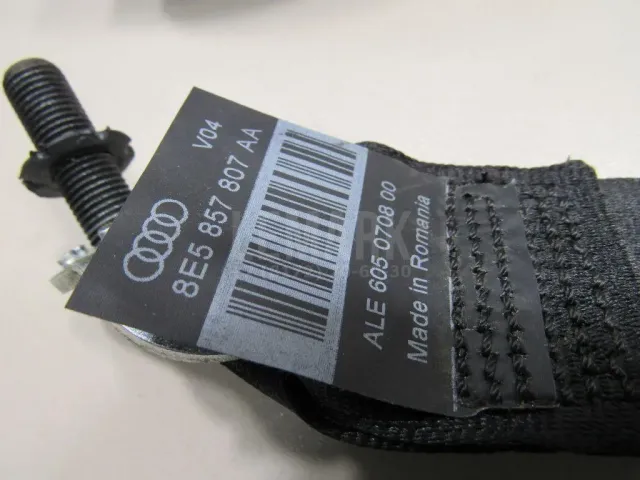 V04
8E5 857 807 AA
ALE 605 0708 00
Made in Romania